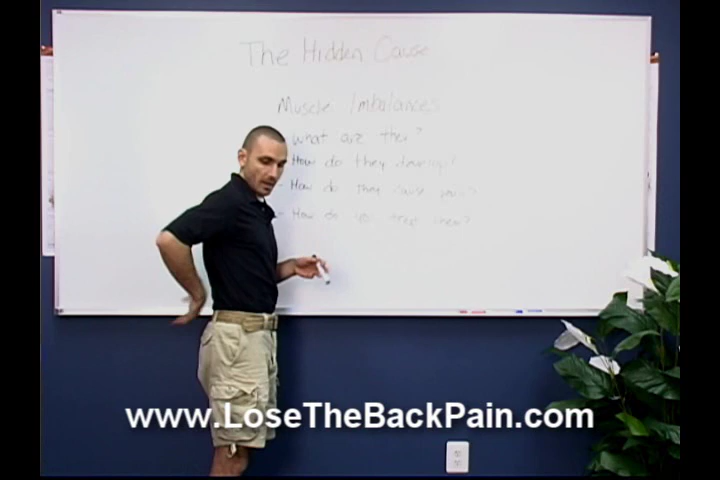 The Hidden Cause
Muscle Imbalances
- What are they?
- How do they develop?
- How do they cause pain?
- How do you treat them?
www.LoseTheBackPain.com